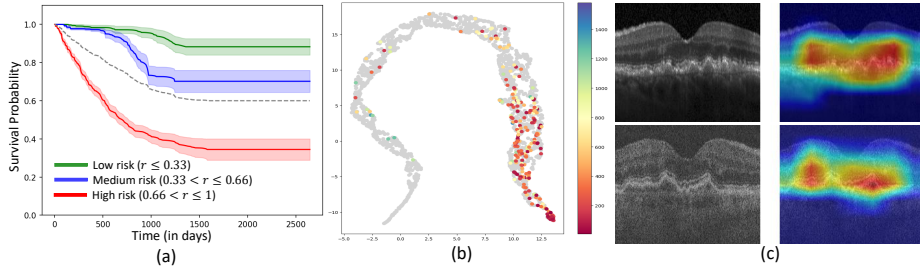 1.0
0.8
0.6
0.4
0.2
0.0
Survival Probability
Low risk (r ≤ 0.33)
Medium risk (0.33 < r ≤ 0.66)
High risk (0.66 < r ≤ 1)
0 500 1000 1500 2000 2500
Time (in days)
(a)
15
10
5
0
−5
−10
−5.0 −2.5 0.0 2.5 5.0 7.5 10.0 12.5
(b)
1600
1400
1200
1000
800
600
400
200
(c)